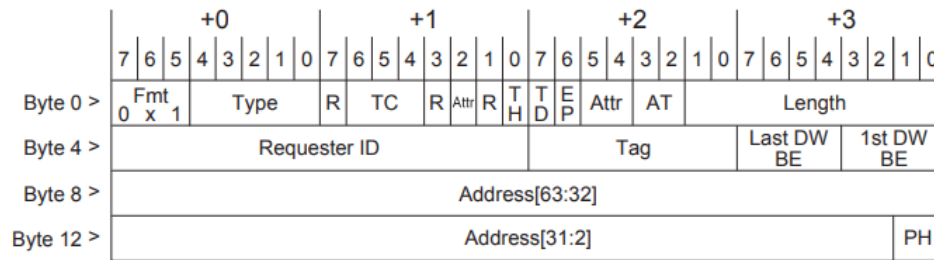 +0 +1 +2 +3
7 6 5 4 3 2 1 0 7 6 5 4 3 2 1 0 7 6 5 4 3 2 1 0 7 6 5 4 3 2 1 0
Byte 0 > Fmt 0 x 1 Type R TC R Attr R TH TD EP Attr AT Length
Byte 4 > Requester ID Tag Last DW BE 1st DW BE
Byte 8 > Address[63:32]
Byte 12 > Address[31:2] PH